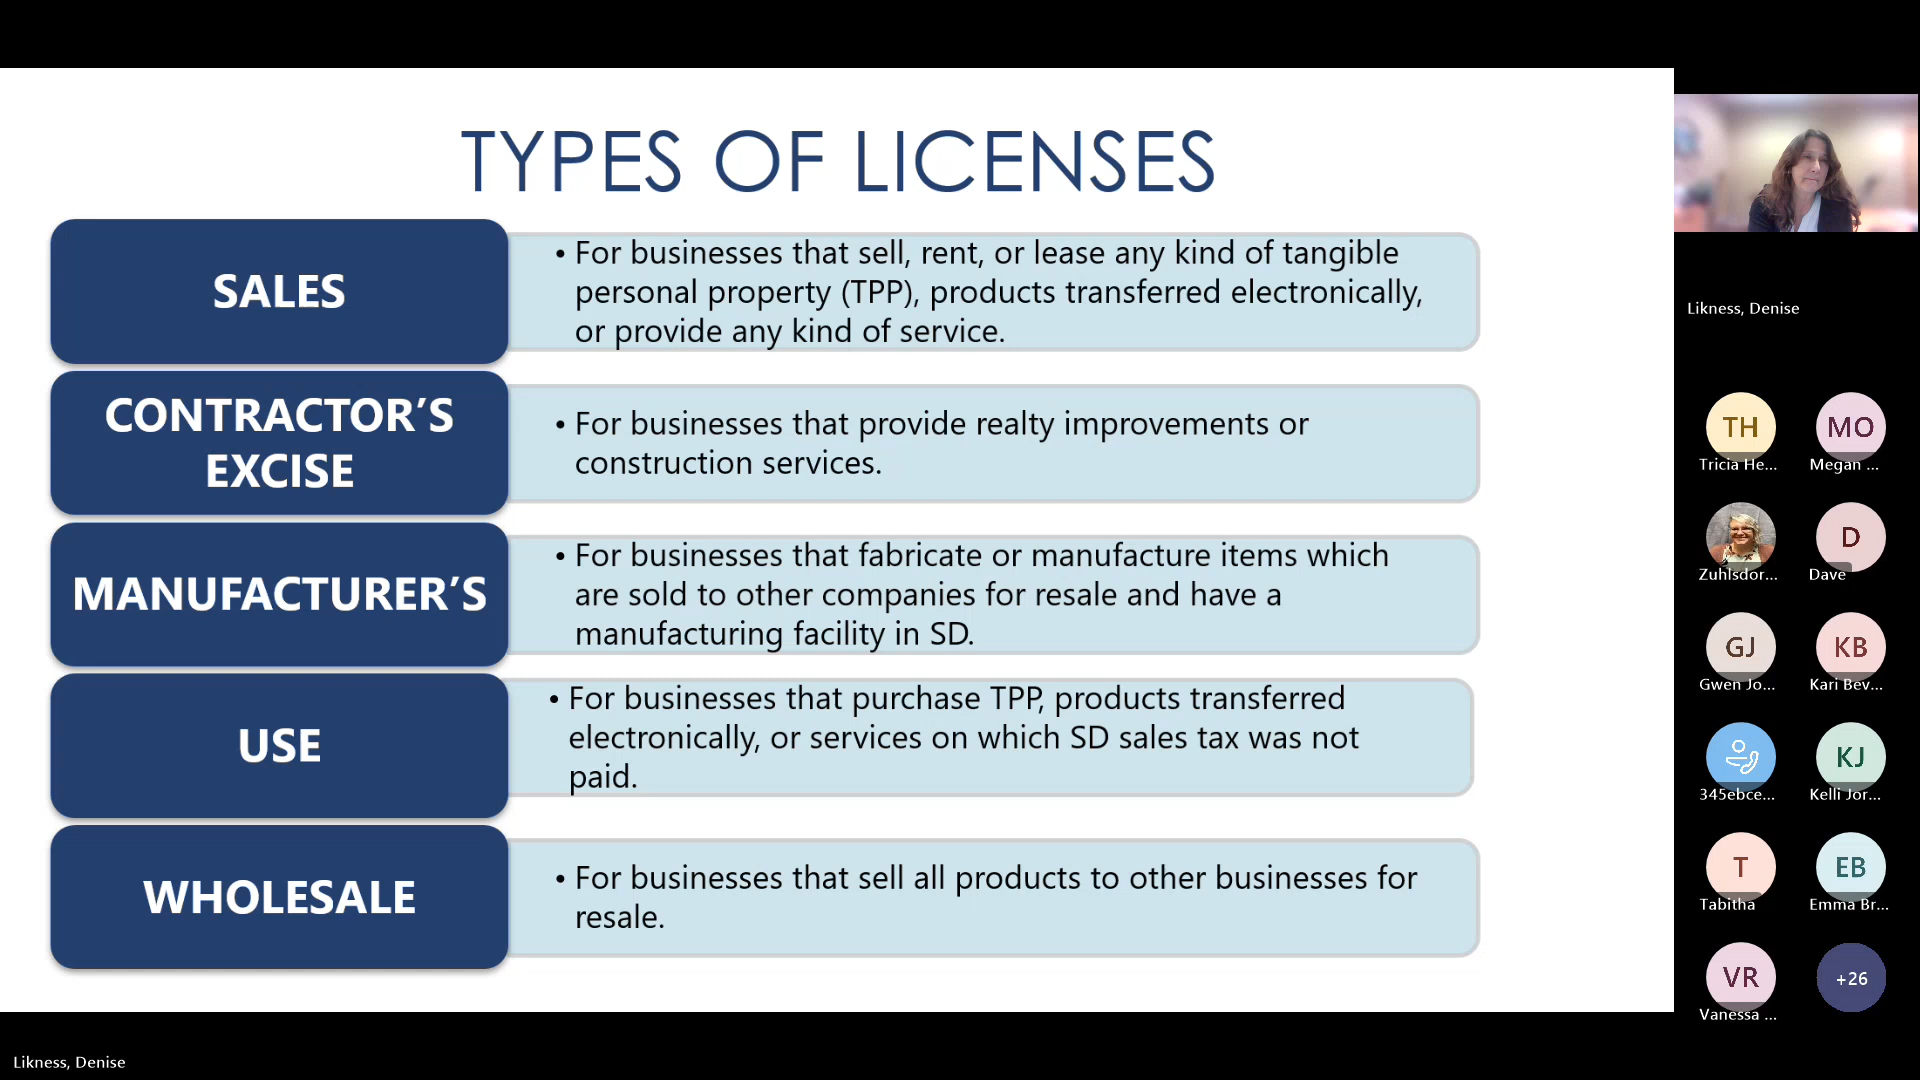 TYPES OF LICENSES
SALES
• For businesses that sell, rent, or lease any kind of tangible
personal property (TPP), products transferred electronically,
or provide any kind of service.
CONTRACTOR’S
EXCISE
• For businesses that provide realty improvements or
construction services.
MANUFACTURER’S
• For businesses that fabricate or manufacture items which
are sold to other companies for resale and have a
manufacturing facility in SD.
USE
• For businesses that purchase TPP, products transferred
electronically, or services on which SD sales tax was not
paid.
WHOLESALE
• For businesses that sell all products to other businesses for
resale.
Likness, Denise
TH
MO
Tricia He...
Megan ...
D
Zuhlsdor...
Dave
GJ
KB
Gwen Jo...
Kari Bev...
KJ
345ebce...
Kelli Jor...
T
EB
Tabitha
Emma Br...
VR
+26
Vanessa ...
Likness, Denise